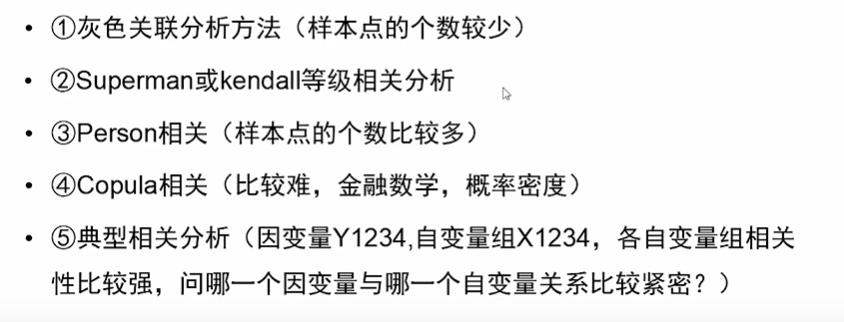 • ①灰色关联分析方法（样本点的个数较少）
• ②Superman或kendall等级相关分析
• ③Person相关（样本点的个数比较多）
• ④Copula相关（比较难，金融数学，概率密度）
• ⑤典型相关分析（因变量Y1234,自变量组X1234，各自变量组相关
性比较强，问哪一个因变量与哪一个自变量关系比较紧密？）